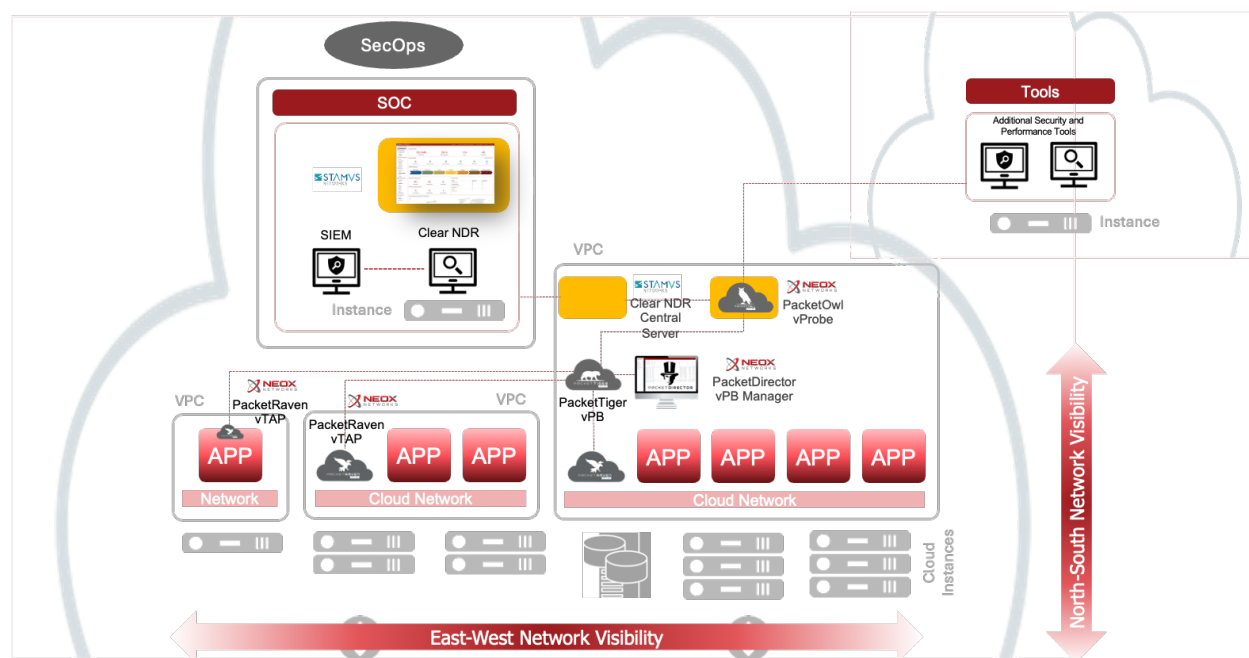 SecOps
SOC
STAMUS
NETWORKS
SIEM
Clear NDR
Instance
Tools
Additional Security and
Performance Tools
Instance
VPC
STAMUS
NETWORKS
Clear NDR
Central
Server
NEOX
NETWORKS
PacketOwl
vProbe
PacketTiger
vPB
PACKETDIRECTOR
NEOX
NETWORKS
PacketDirector
vPB Manager
VPC
NEOX
NETWORKS
PacketRaven
vTAP
APP
Network
VPC
NEOX
NETWORKS
PacketRaven
vTAP
APP
APP
Cloud Network
APP
APP
APP
APP
Cloud Network
Cloud
Instances
East-West Network Visibility
North-South Network Visibility